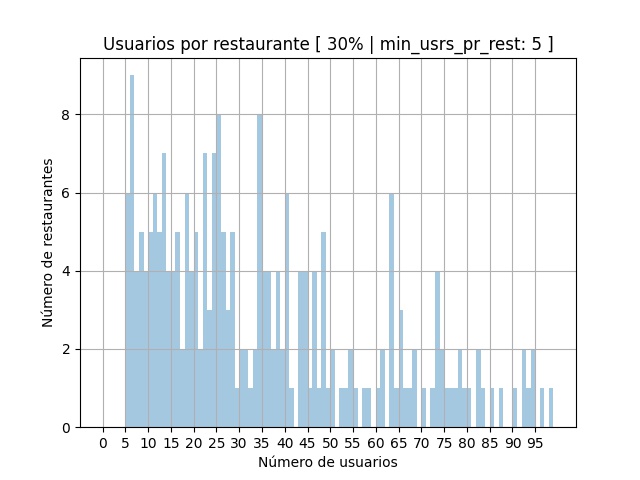 Usuarios por restaurante [ 30% | min_usrs_pr_rest: 5 ]
Número de restaurantes
8
6
4
2
0
0 5 10 15 20 25 30 35 40 45 50 55 60 65 70 75 80 85 90 95
Número de usuarios